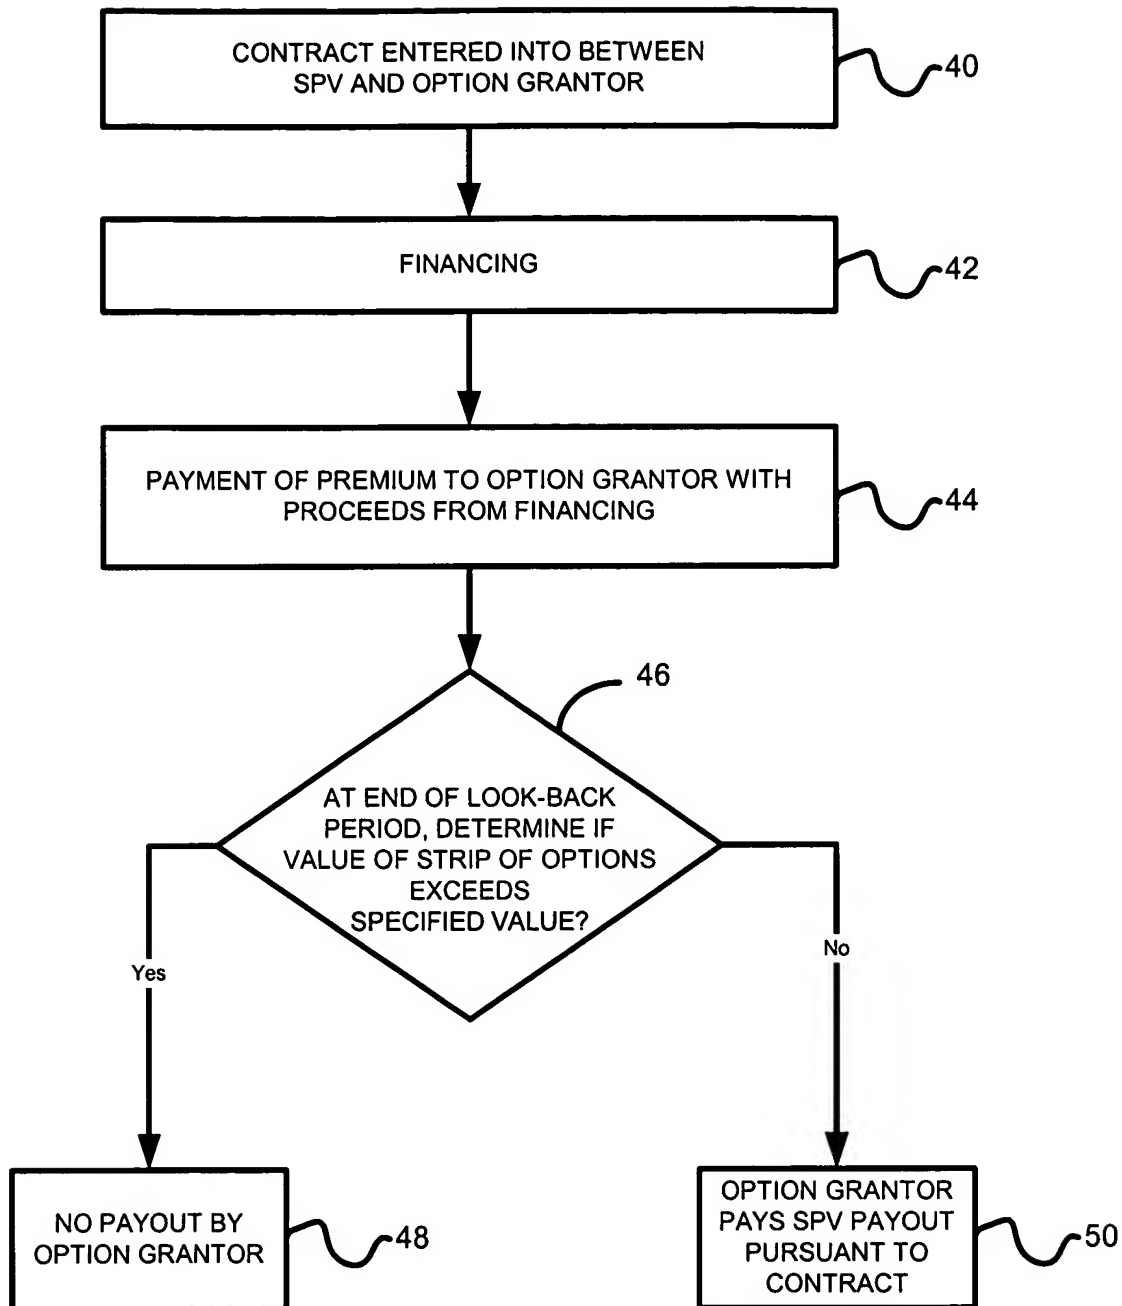 CONTRACT ENTERED INTO BETWEEN
SPV AND OPTION GRANTOR
40
FINANCING
42
PAYMENT OF PREMIUM TO OPTION GRANTOR WITH
PROCEEDS FROM FINANCING
44
46
AT END OF LOOK-BACK
PERIOD, DETERMINE IF
VALUE OF STRIP OF OPTIONS
EXCEEDS
SPECIFIED VALUE?
Yes
No
NO PAYOUT BY
OPTION GRANTOR
48
OPTION GRANTOR
PAYS SPV PAYOUT
PURSUANT TO
CONTRACT
50